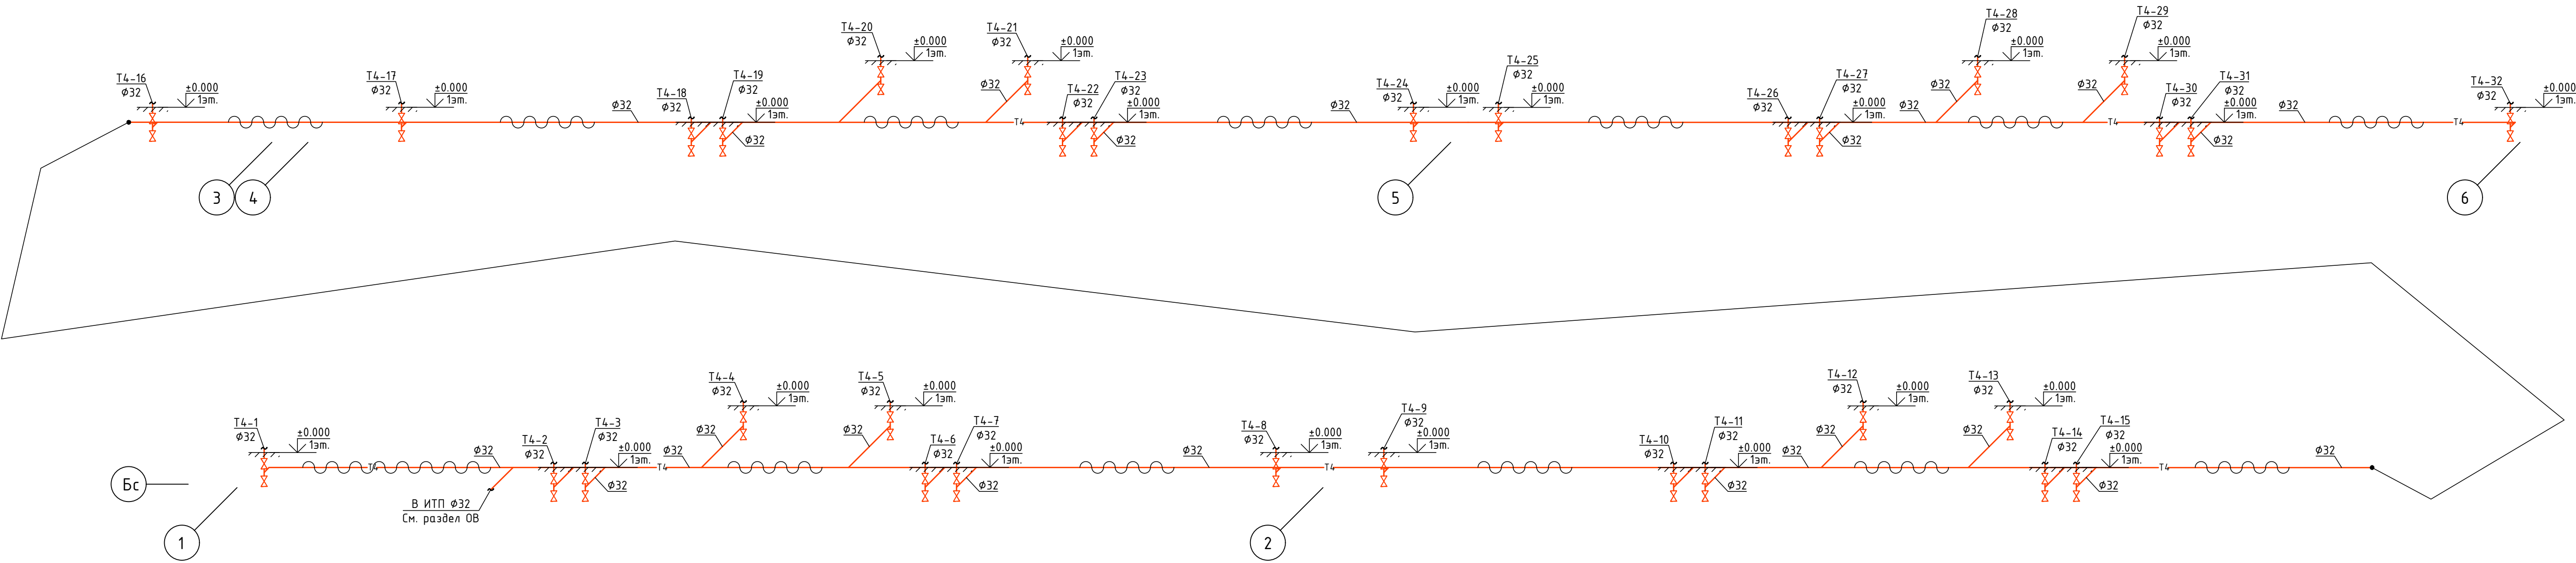 Т4-16
Ø32
±0.000
1эт.
Т4-17
Ø32
±0.000
1эт.
Ø32
Т4-18
Ø32
Т4-19
Ø32
±0.000
1эт.
Ø32
Т4-20
Ø32
±0.000
1эт.
Т4-21
Ø32
±0.000
1эт.
Ø32
Т4
Т4-22
Ø32
Т4-23
Ø32
±0.000
1эт.
Ø32
Ø32
Т4-24
Ø32
±0.000
1эт.
Т4-25
Ø32
±0.000
1эт.
Т4-26
Ø32
Т4-27
Ø32
±0.000
1эт.
Ø32
Ø32
Т4-28
Ø32
±0.000
1эт.
Ø32
Т4-29
Ø32
±0.000
1эт.
Ø32
Т4
Т4-30
Ø32
Т4-31
Ø32
±0.000
1эт.
Ø32
Ø32
Т4
Т4-32
Ø32
±0.000
1эт.
3
4
5
6
Т4-1
Ø32
±0.000
1эт.
Т4
Ø32
В ИТП Ø32
См. раздел ОВ
Т4-2
Ø32
Т4-3
Ø32
±0.000
1эт.
Ø32
Т4
Ø32
Т4-4
Ø32
±0.000
1эт.
Ø32
Т4-5
Ø32
±0.000
1эт.
Ø32
Т4-6
Ø32
Т4-7
Ø32
±0.000
1эт.
Ø32
Ø32
Т4-8
Ø32
±0.000
1эт.
Т4
Т4-9
Ø32
±0.000
1эт.
Т4-10
Ø32
Т4-11
Ø32
±0.000
1эт.
Ø32
Ø32
Т4-12
Ø32
±0.000
1эт.
Ø32
Т4-13
Ø32
±0.000
1эт.
Ø32
Т4-14
Ø32
Т4-15
Ø32
±0.000
1эт.
Ø32
Т4
Ø32
Бс
1
2